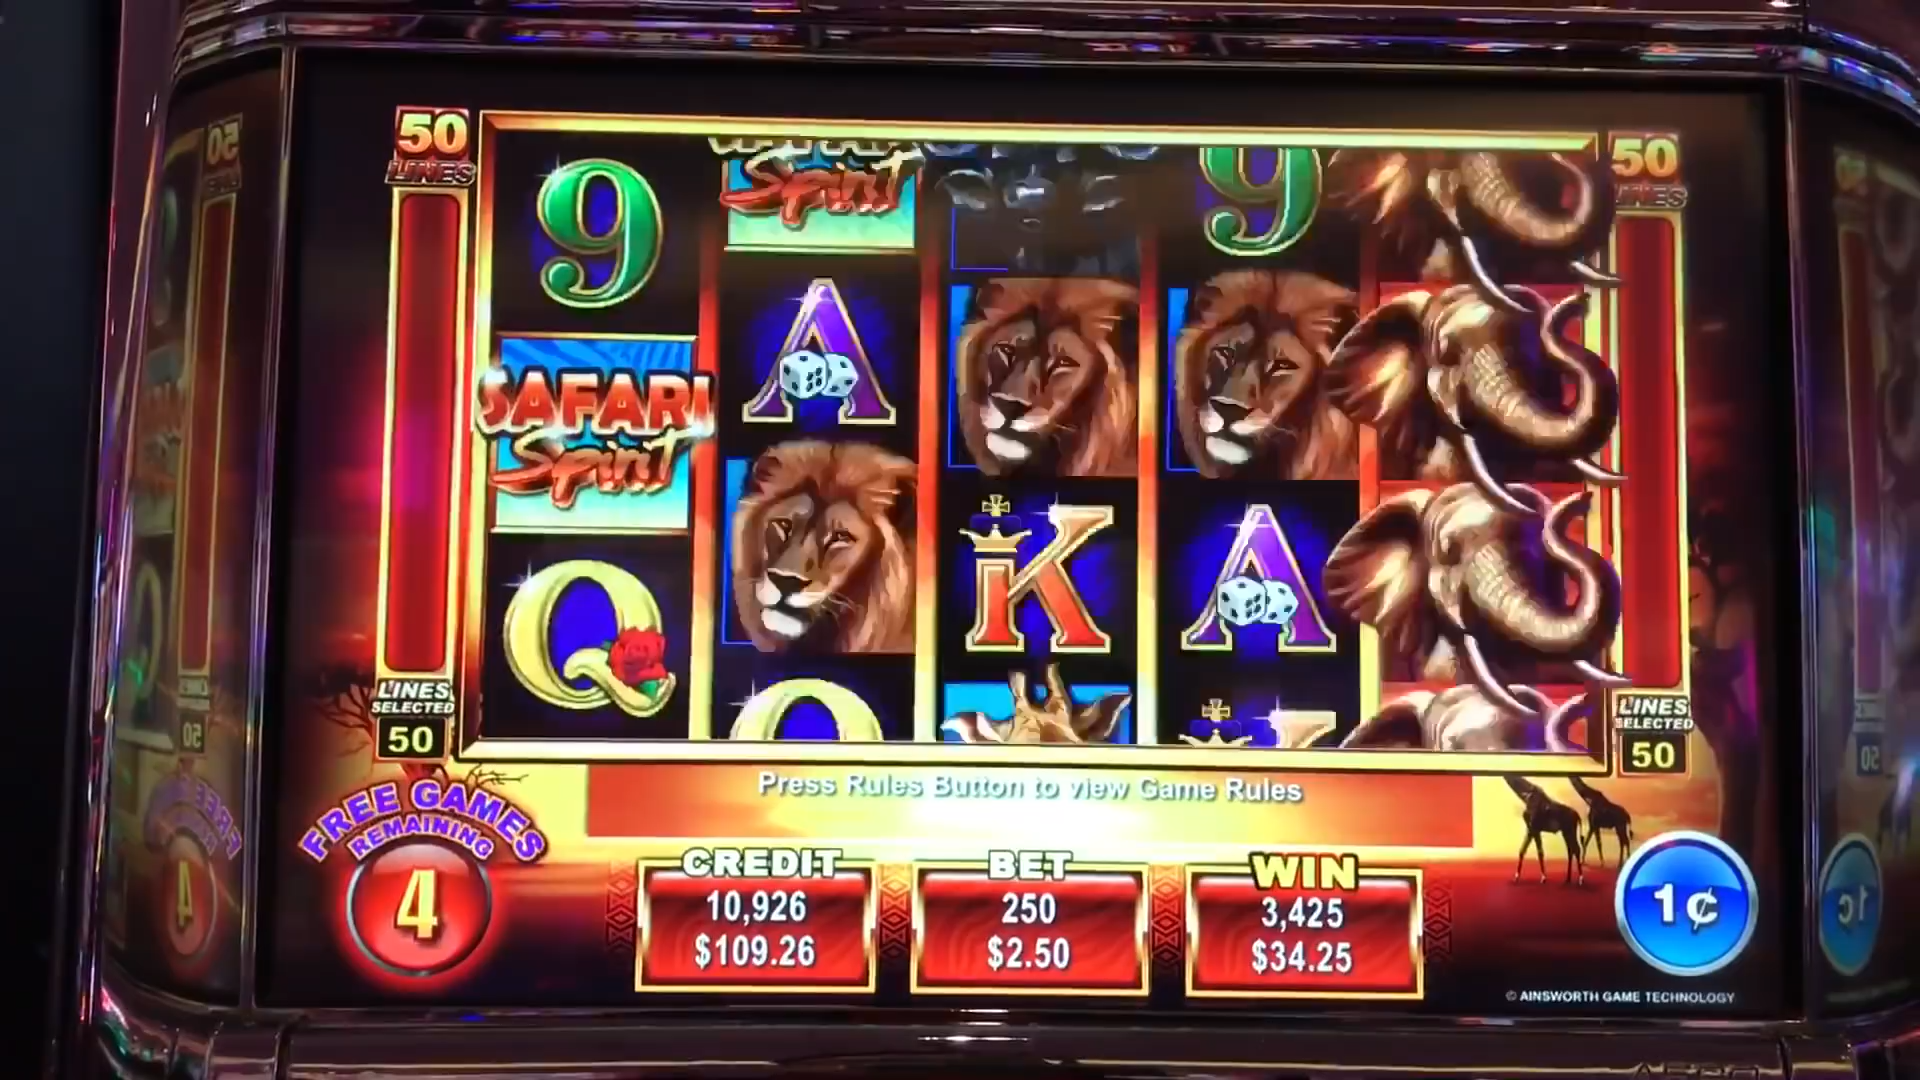 50
LINES
50
LINES
9
Spirit
9
A
SAFARI
Spirit
K
A
Q
LINES
SELECTED
50
LINES
SELECTED
50
Press Rules Button to view Game Rules
FREE GAMES
REMAINING
4
CREDIT
10,926
$109.26
BET
250
$2.50
WIN
3,425
$34.25
1¢
© AINSWORTH GAME TECHNOLOGY